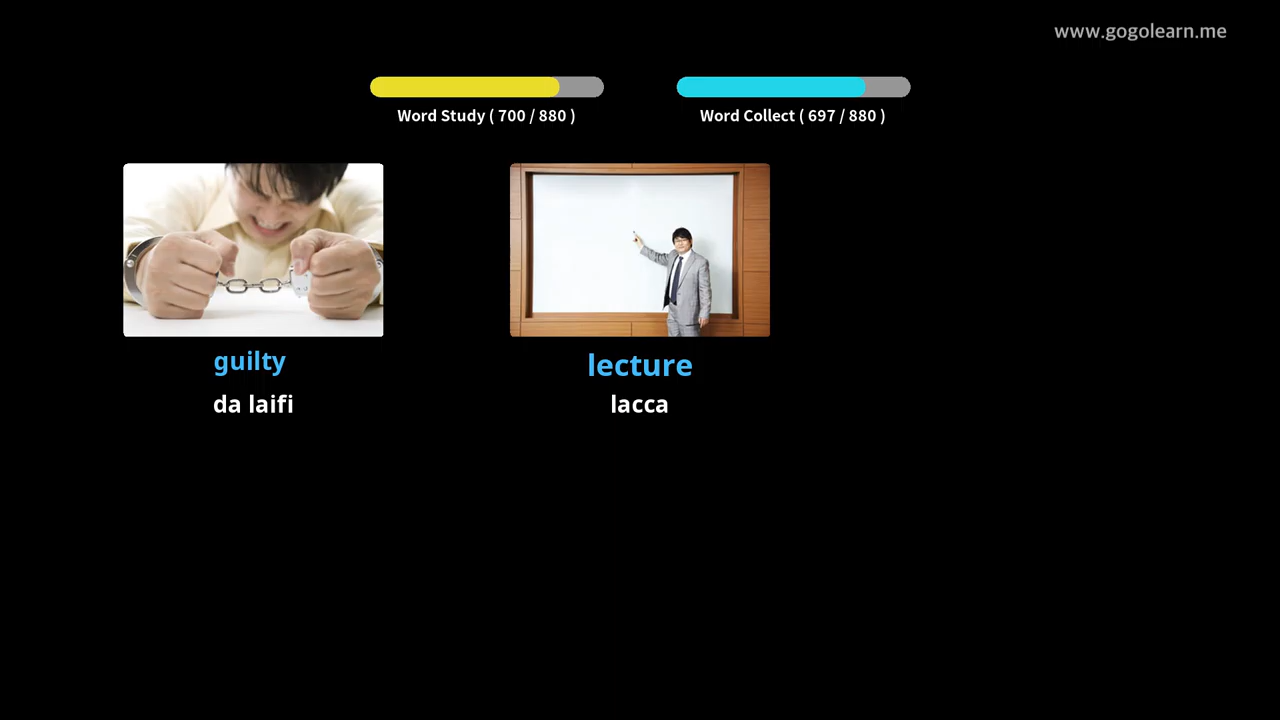 www.gogolearn.me
Word Study ( 700 / 880 )
Word Collect ( 697 / 880 )
guilty
da laifi
lecture
lacca